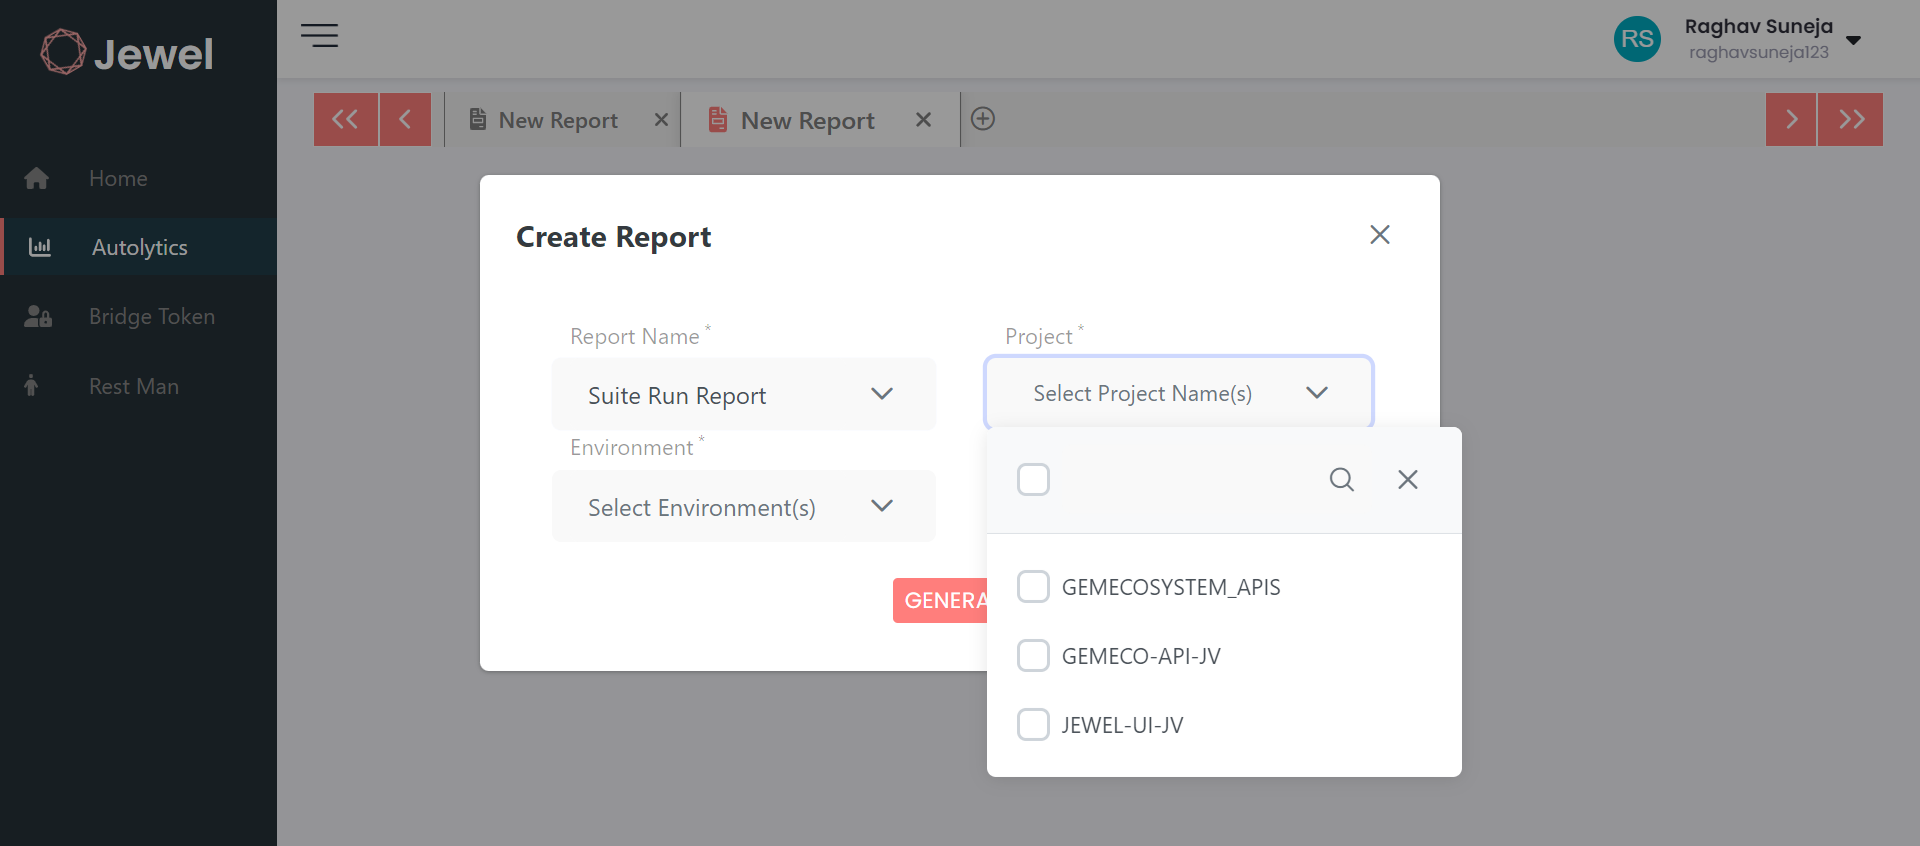 Jewel
RS
Raghav Suneja
raghavsuneja123
New Report
New Report
Home
Autolytics
Bridge Token
Rest Man
Create Report
Report Name *
Project *
Suite Run Report
Select Project Name(s)
Environment *
Select Environment(s)
GENERA
GEMECOSYSTEM_APIS
GEMECO-API-JV
JEWEL-UI-JV